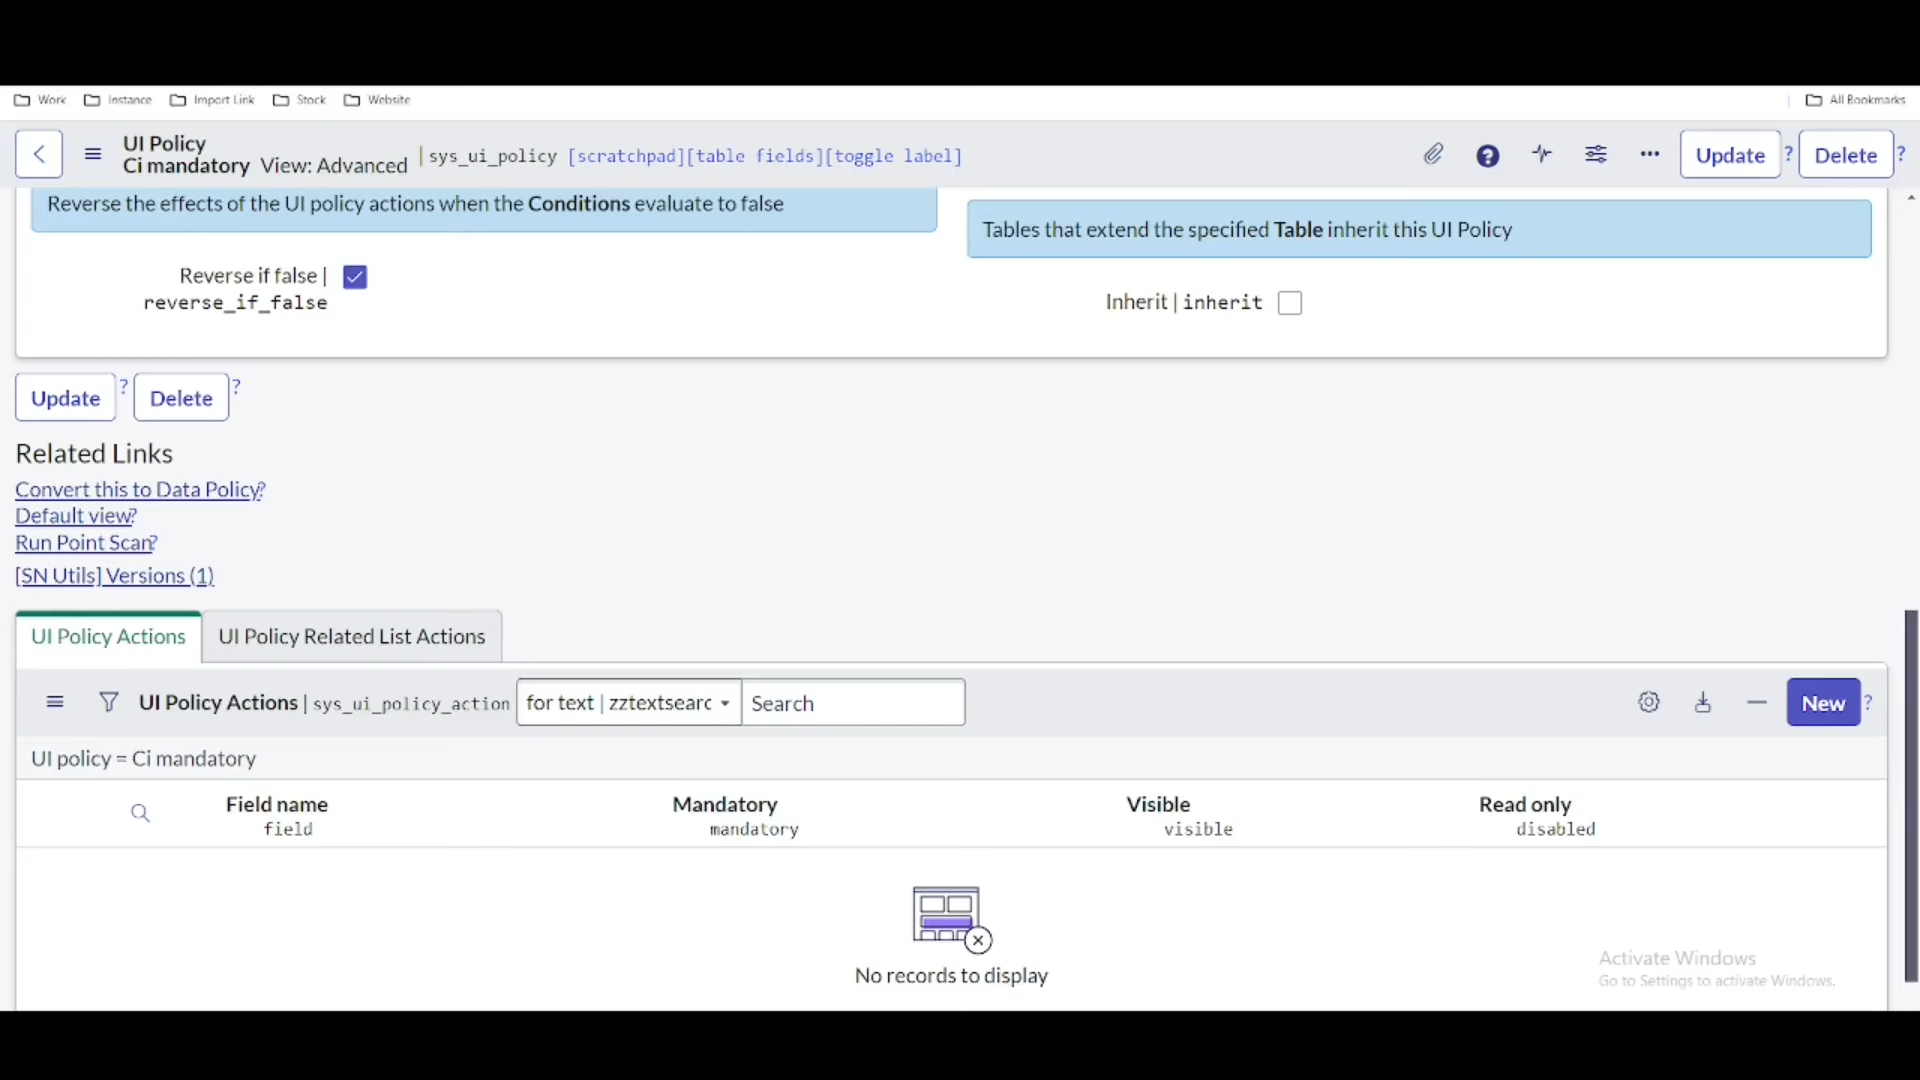 Work Instance Import Link Stock Website All Bookmarks
UI Policy
Ci mandatory View: Advanced | sys_ui_policy [scratchpad][table fields][toggle label] ? Update ? Delete ?
Reverse the effects of the UI policy actions when the Conditions evaluate to false
Tables that extend the specified Table inherit this UI Policy
Reverse if false |
reverse_if_false
Inherit | inherit
Update ? Delete ?
Related Links
Convert this to Data Policy?
Default view?
Run Point Scan?
[SN Utils] Versions (1)
UI Policy Actions UI Policy Related List Actions
UI Policy Actions | sys_ui_policy_action for text | zztextsearc Search New ?
UI policy = Ci mandatory
Field name Mandatory Visible Read only
field mandatory visible disabled
No records to display
Activate Windows
Go to Settings to activate Windows.